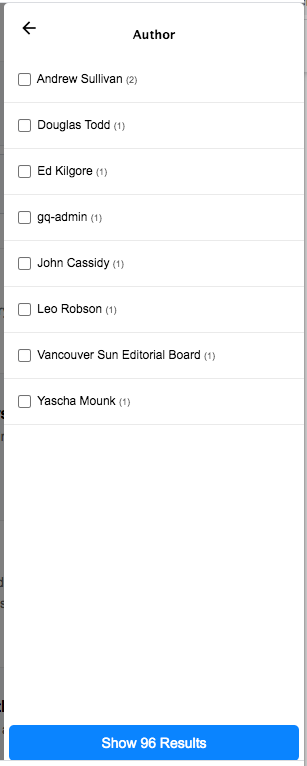 Author
Andrew Sullivan (2)
Douglas Todd (1)
Ed Kilgore (1)
gq-admin (1)
John Cassidy (1)
Leo Robson (1)
Vancouver Sun Editorial Board (1)
Yascha Mounk (1)
Show 96 Results